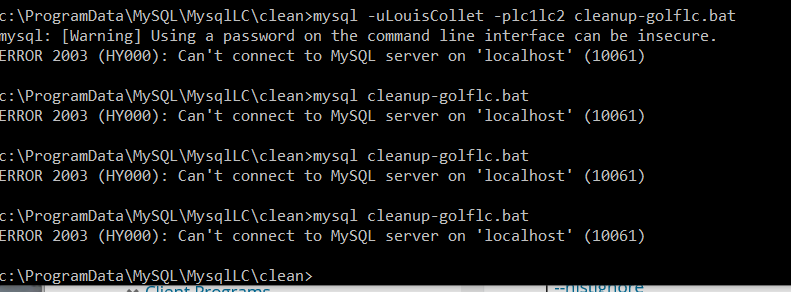 c:\ProgramData\MySQL\MysqlLC\clean>mysql -uLouisCollet -plc1lc2 cleanup-golflc.bat
mysql: [Warning] Using a password on the command line interface can be insecure.
ERROR 2003 (HY000): Can't connect to MySQL server on 'localhost' (10061)
c:\ProgramData\MySQL\MysqlLC\clean>mysql cleanup-golflc.bat
ERROR 2003 (HY000): Can't connect to MySQL server on 'localhost' (10061)
c:\ProgramData\MySQL\MysqlLC\clean>mysql cleanup-golflc.bat
ERROR 2003 (HY000): Can't connect to MySQL server on 'localhost' (10061)
c:\ProgramData\MySQL\MysqlLC\clean>mysql cleanup-golflc.bat
ERROR 2003 (HY000): Can't connect to MySQL server on 'localhost' (10061)
c:\ProgramData\MySQL\MysqlLC\clean>
Client Programs
--histignore